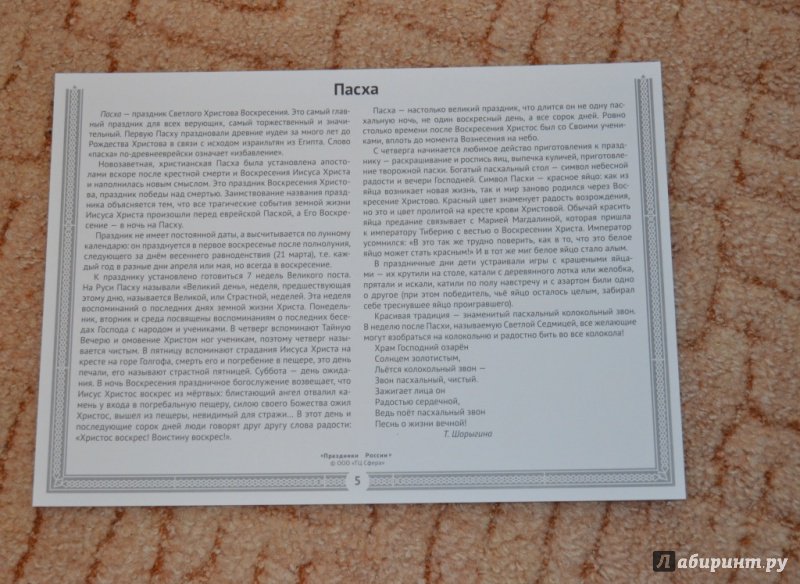 Пасха
Пасха — праздник Светлого Христова Воскресения. Это самый глав-
ный праздник для всех верующих, самый торжественный и значи-
тельный. Первую Пасху праздновали древние иудеи за много лет до
Рождества Христова в связи с исходом израильтян из Египта. Слово
«пасха» по-древнееврейски означает «избавление».
Новозаветная, христианская Пасха была установлена апосто-
лами вскоре после крестной смерти и Воскресения Иисуса Христа
и наполнилась новым смыслом. Это праздник Воскресения Христо-
ва, праздник победы над смертью. Заимствование названия празд-
ника объясняется тем, что все трагические события земной жизни
Иисуса Христа произошли перед еврейской Пасхой, а Его Воскре-
сение — в ночь на Пасху.
Праздник не имеет постоянной даты, а высчитывается по лунному
календарю: он празднуется в первое воскресенье после полнолуния,
следующего за днём весеннего равноденствия (21 марта), т.е. каж-
дый год в разные дни апреля или мая, но всегда в воскресение.
К празднику установлено готовиться 7 недель Великого поста.
На Руси Пасху называли «Великий день», неделя, предшествующая
этому дню, называется Великой, или Страстной, неделей. Эта неделя
воспоминаний о последних днях земной жизни Христа. Понедель-
ник, вторник и среда посвящены воспоминаниям о последних бесе-
дах Господа с народом и учениками. В четверг вспоминают Тайную
Вечерю и омовение Христом ног ученикам, поэтому четверг назы-
вается чистым. В пятницу вспоминают страдания Иисуса Христа на
кресте на горе Голгофа, смерть его и погребение в пещере, это день
печали, его называют страстной пятницей. Суббота — день ожида-
ния. В ночь Воскресения праздничное богослужение возвещает, что
Иисус Христос воскрес из мёртвых: блистающий ангел отвалил ка-
мень у входа в погребальную пещеру, силою своего Божества ожил
Христос, вышел из пещеры, невидимый для стражи... В этот день и
последующие сорок дней люди говорят друг другу слова радости:
«Христос воскрес! Воистину воскрес!».
Пасха — настолько великий праздник, что длится он не одну пас-
хальную ночь, не один воскресный день, а все сорок дней. Ровно
столько времени после Воскресения Христос был со Своими учени-
ками, вплоть до момента Вознесения на небо.
С четверга начинается любимое действо приготовления к празд-
нику — раскрашивание и роспись яиц, выпечка куличей, приготовле-
ние творожной пасхи. Богатый пасхальный стол — символ небесной
радости и вечери Господней. Символ Пасхи — красное яйцо: как из
яйца возникает новая жизнь, так и мир заново родился через Вос-
кресение Христово. Красный цвет знаменует радость возрождения,
но это и цвет пролитой на кресте крови Христовой. Обычай красить
яйца предание связывает с Марией Магдалиной, которая пришла
к императору Тиберию с вестью о Воскресении Христа. Император
усомнился: «В это так же трудно поверить, как в то, что это белое
яйцо может стать красным!» И в тот же миг белое яйцо стало алым.
В праздничные дни дети устраивали игры с крашеными яйца-
ми — их крутили на столе, катали с деревянного лотка или желобка,
прятали и искали, катили по полу навстречу и с азартом били одно
о другое (при этом победитель, чьё яйцо осталось целым, забирал
себе треснувшее яйцо проигравшего).
Красивая традиция — знаменитый пасхальный колокольный звон.
В неделю после Пасхи, называемую Светлой Седмицей, все желающие
могут взобраться на колокольню и радостно бить во все колокола!
Храм Господний озарён
Солнцем золотистым,
Льётся колокольный звон —
Звон пасхальный, чистый.
Зажигает лица он
Радостью сердечной,
Ведь поёт пасхальный звон
Песнь о жизни вечной!
Т. Шорыгина
«Праздники России»
© ООО «ТЦ Сфера»
5
Лабиринт.ру